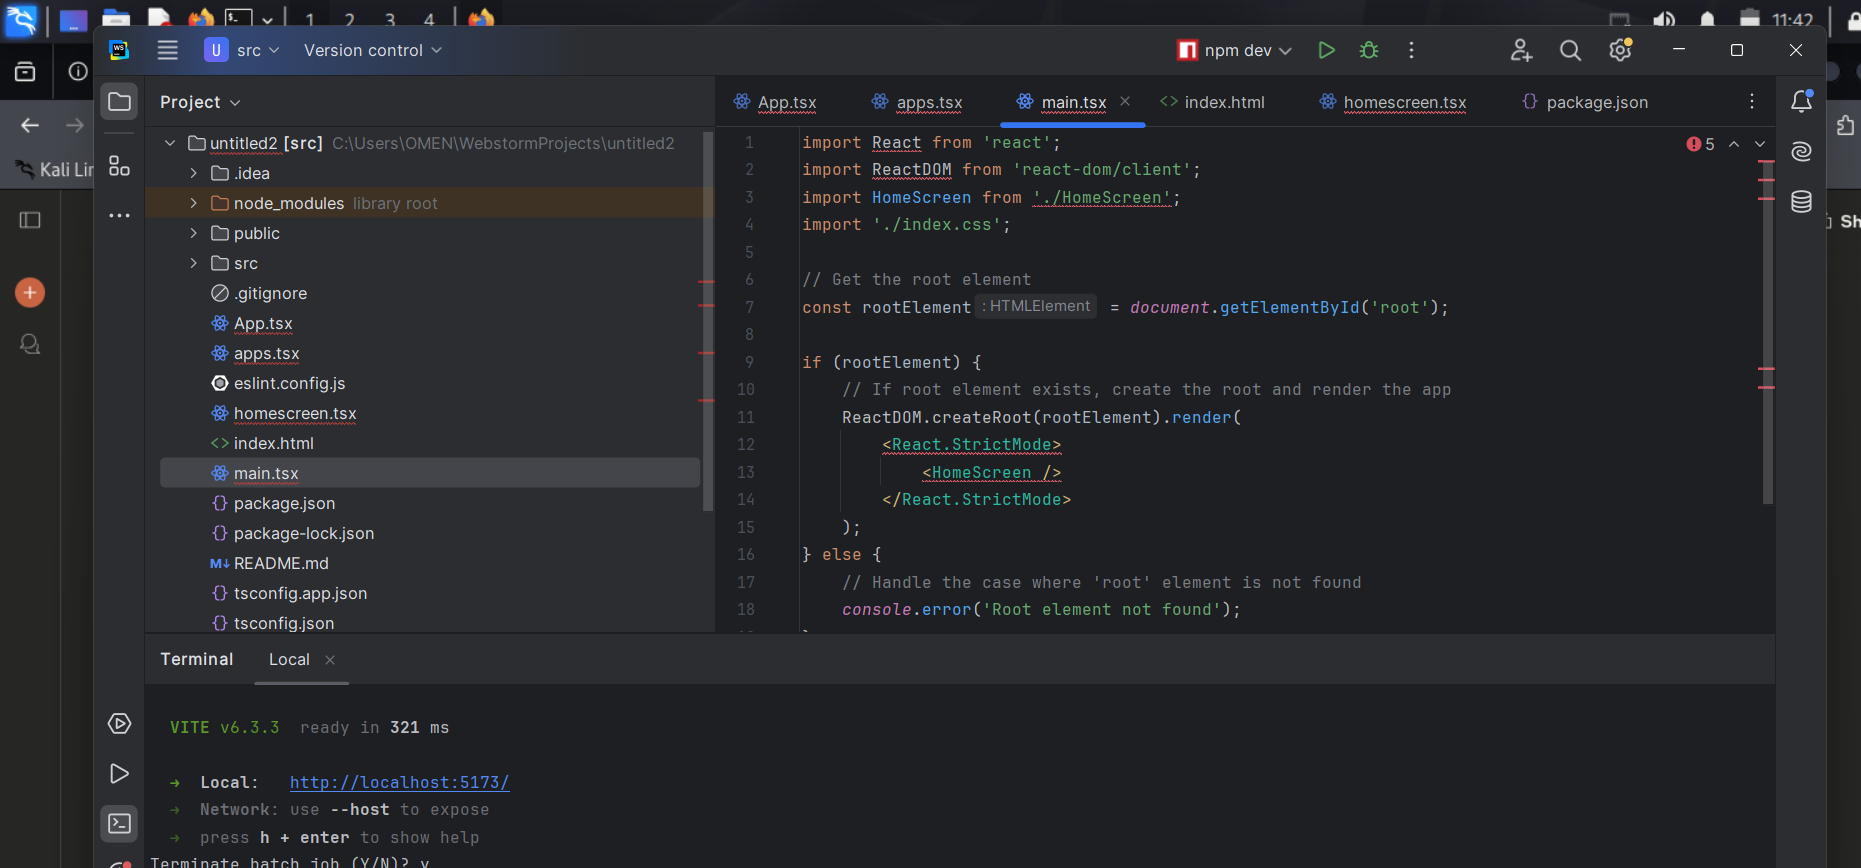 1 2 3 4
11:42
WS
U src
Version control
npm dev
Kali Lin
Sh
Project
untitled2 [src] C:\Users\OMEN\WebstormProjects\untitled2
.idea
node_modules library root
public
src
.gitignore
App.tsx
apps.tsx
eslint.config.js
homescreen.tsx
index.html
main.tsx
package.json
package-lock.json
M↓ README.md
tsconfig.app.json
tsconfig.json
App.tsx apps.tsx main.tsx index.html homescreen.tsx package.json
5
1 import React from 'react';
2 import ReactDOM from 'react-dom/client';
3 import HomeScreen from './HomeScreen';
4 import './index.css';
5
6 // Get the root element
7 const rootElement : HTMLElement = document.getElementById('root');
8
9 if (rootElement) {
10 // If root element exists, create the root and render the app
11 ReactDOM.createRoot(rootElement).render(
12 <React.StrictMode>
13 <HomeScreen />
14 </React.StrictMode>
15 );
16 } else {
17 // Handle the case where 'root' element is not found
18 console.error('Root element not found');
Terminal Local
VITE v6.3.3 ready in 321 ms
➜ Local: http://localhost:5173/
➜ Network: use --host to expose
➜ press h + enter to show help
Terminate batch job (Y/N)? y